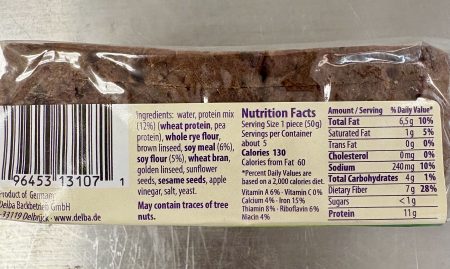 96453 13107 1
Product of Germany
Delba Backbetrieb GmbH
33119 Delbrück · www.delba.de
Ingredients: water, protein mix
(12%) (wheat protein, pea
protein), whole rye flour,
brown linseed, soy meal (6%),
soy flour (5%), wheat bran,
golden linseed, sunflower
seeds, sesame seeds, apple
vinegar, salt, yeast.
May contain traces of tree
nuts.
Nutrition Facts
Serving Size 1 piece (50g)
Servings per Container
about 5
Calories 130
Calories from Fat 60
*Percent Daily Values are
based on a 2,000 calories diet.
Vitamin A 6% · Vitamin C 0%
Calcium 4% · Iron 15%
Thiamin 8% · Riboflavin 6%
Niacin 4%
Amount / Serving % Daily Value*
Total Fat 6,5g 10%
Saturated Fat 1g 5%
Trans Fat 0g 0%
Cholesterol 0mg 0%
Sodium 240mg 10%
Total Carbohydrates 4g 1%
Dietary Fiber 7g 28%
Sugars <1g
Protein 11g